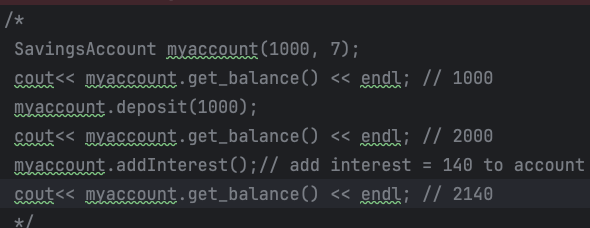 /*
SavingsAccount myaccount(1000, 7);
cout<< myaccount.get_balance() << endl; // 1000
myaccount.deposit(1000);
cout<< myaccount.get_balance() << endl; // 2000
myaccount.addInterest();// add interest = 140 to account
cout<< myaccount.get_balance() << endl; // 2140
*/